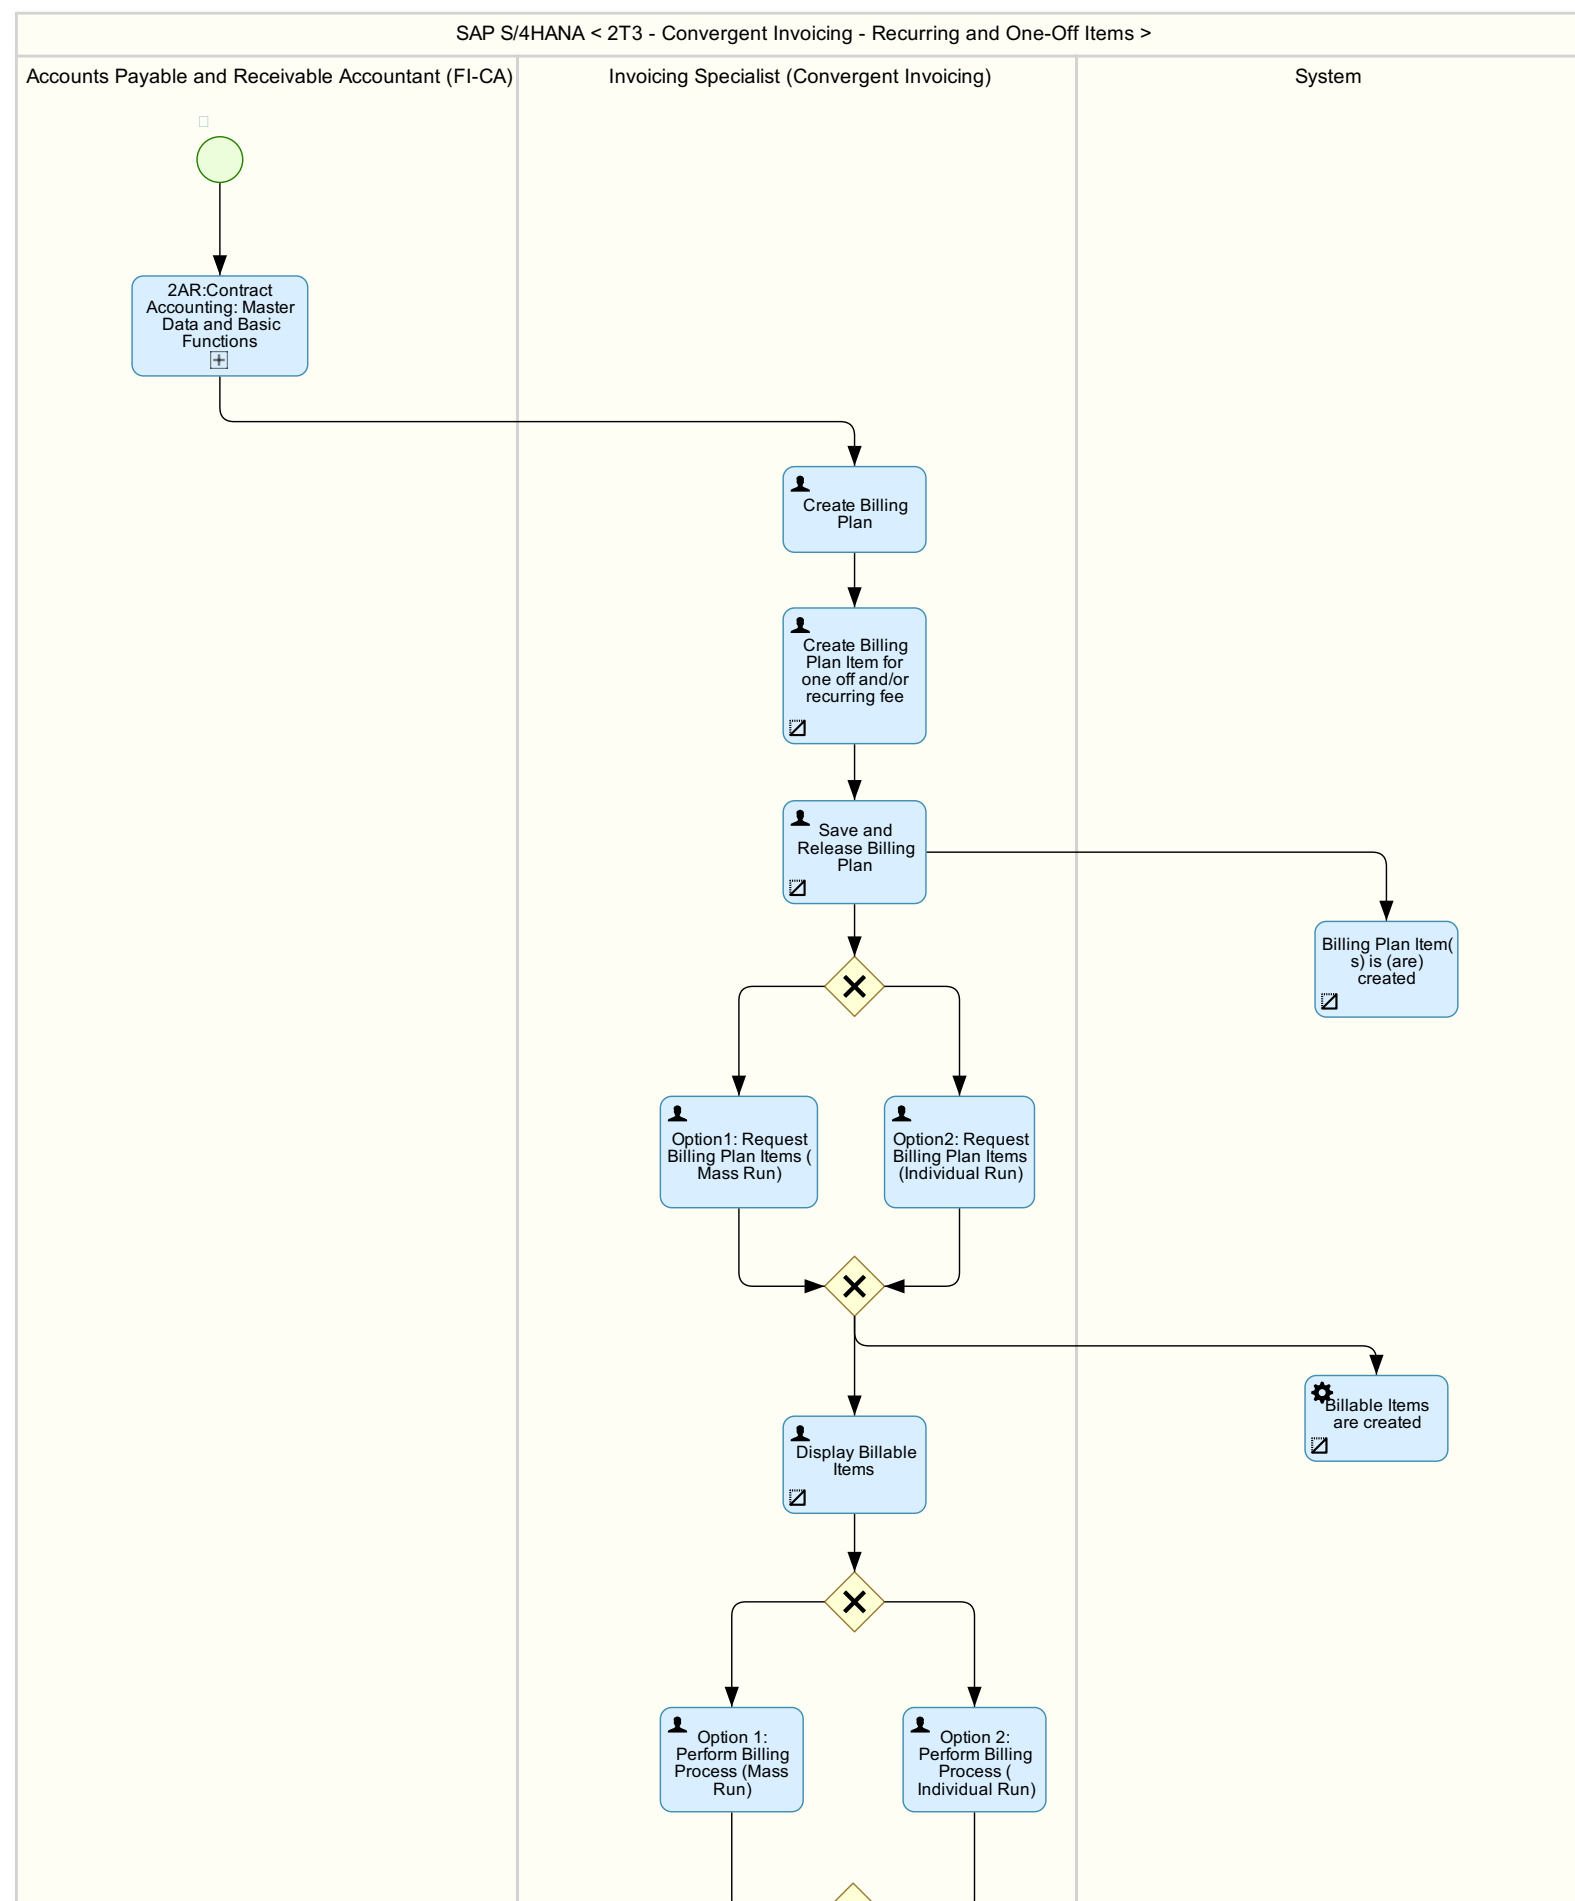 SAP S/4HANA < 2T3 - Convergent Invoicing - Recurring and One-Off Items >
Accounts Payable and Receivable Accountant (FI-CA)
Invoicing Specialist (Convergent Invoicing)
System
2AR:Contract
Accounting: Master
Data and Basic
Functions
Create Billing
Plan
Create Billing
Plan Item for
one off and/or
recurring fee
Save and
Release Billing
Plan
Billing Plan Item(
s) is (are)
created
Option1: Request
Billing Plan Items (
Mass Run)
Option2: Request
Billing Plan Items
(Individual Run)
Billable Items
are created
Display Billable
Items
Option 1:
Perform Billing
Process (Mass
Run)
Option 2:
Perform Billing
Process (
Individual Run)